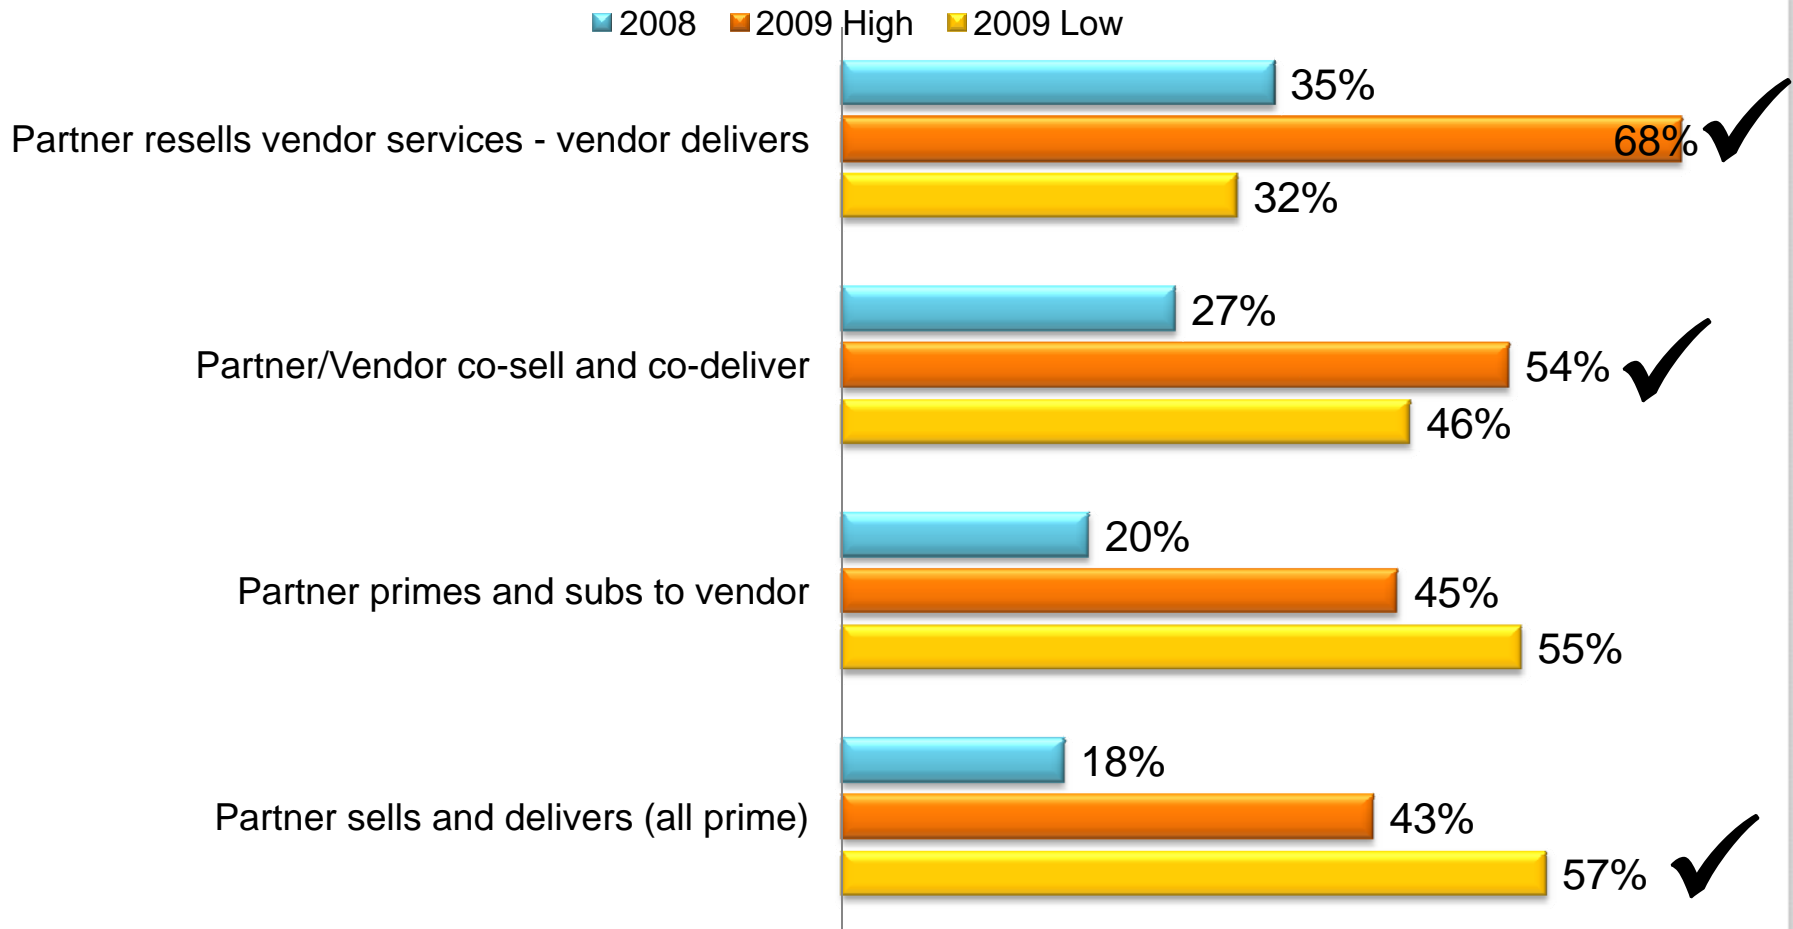 2008 2009 High 2009 Low
35%
Partner resells vendor services - vendor delivers 68%
32%
27%
Partner/Vendor co-sell and co-deliver 54%
46%
20%
Partner primes and subs to vendor 45%
55%
18%
Partner sells and delivers (all prime) 43%
57%